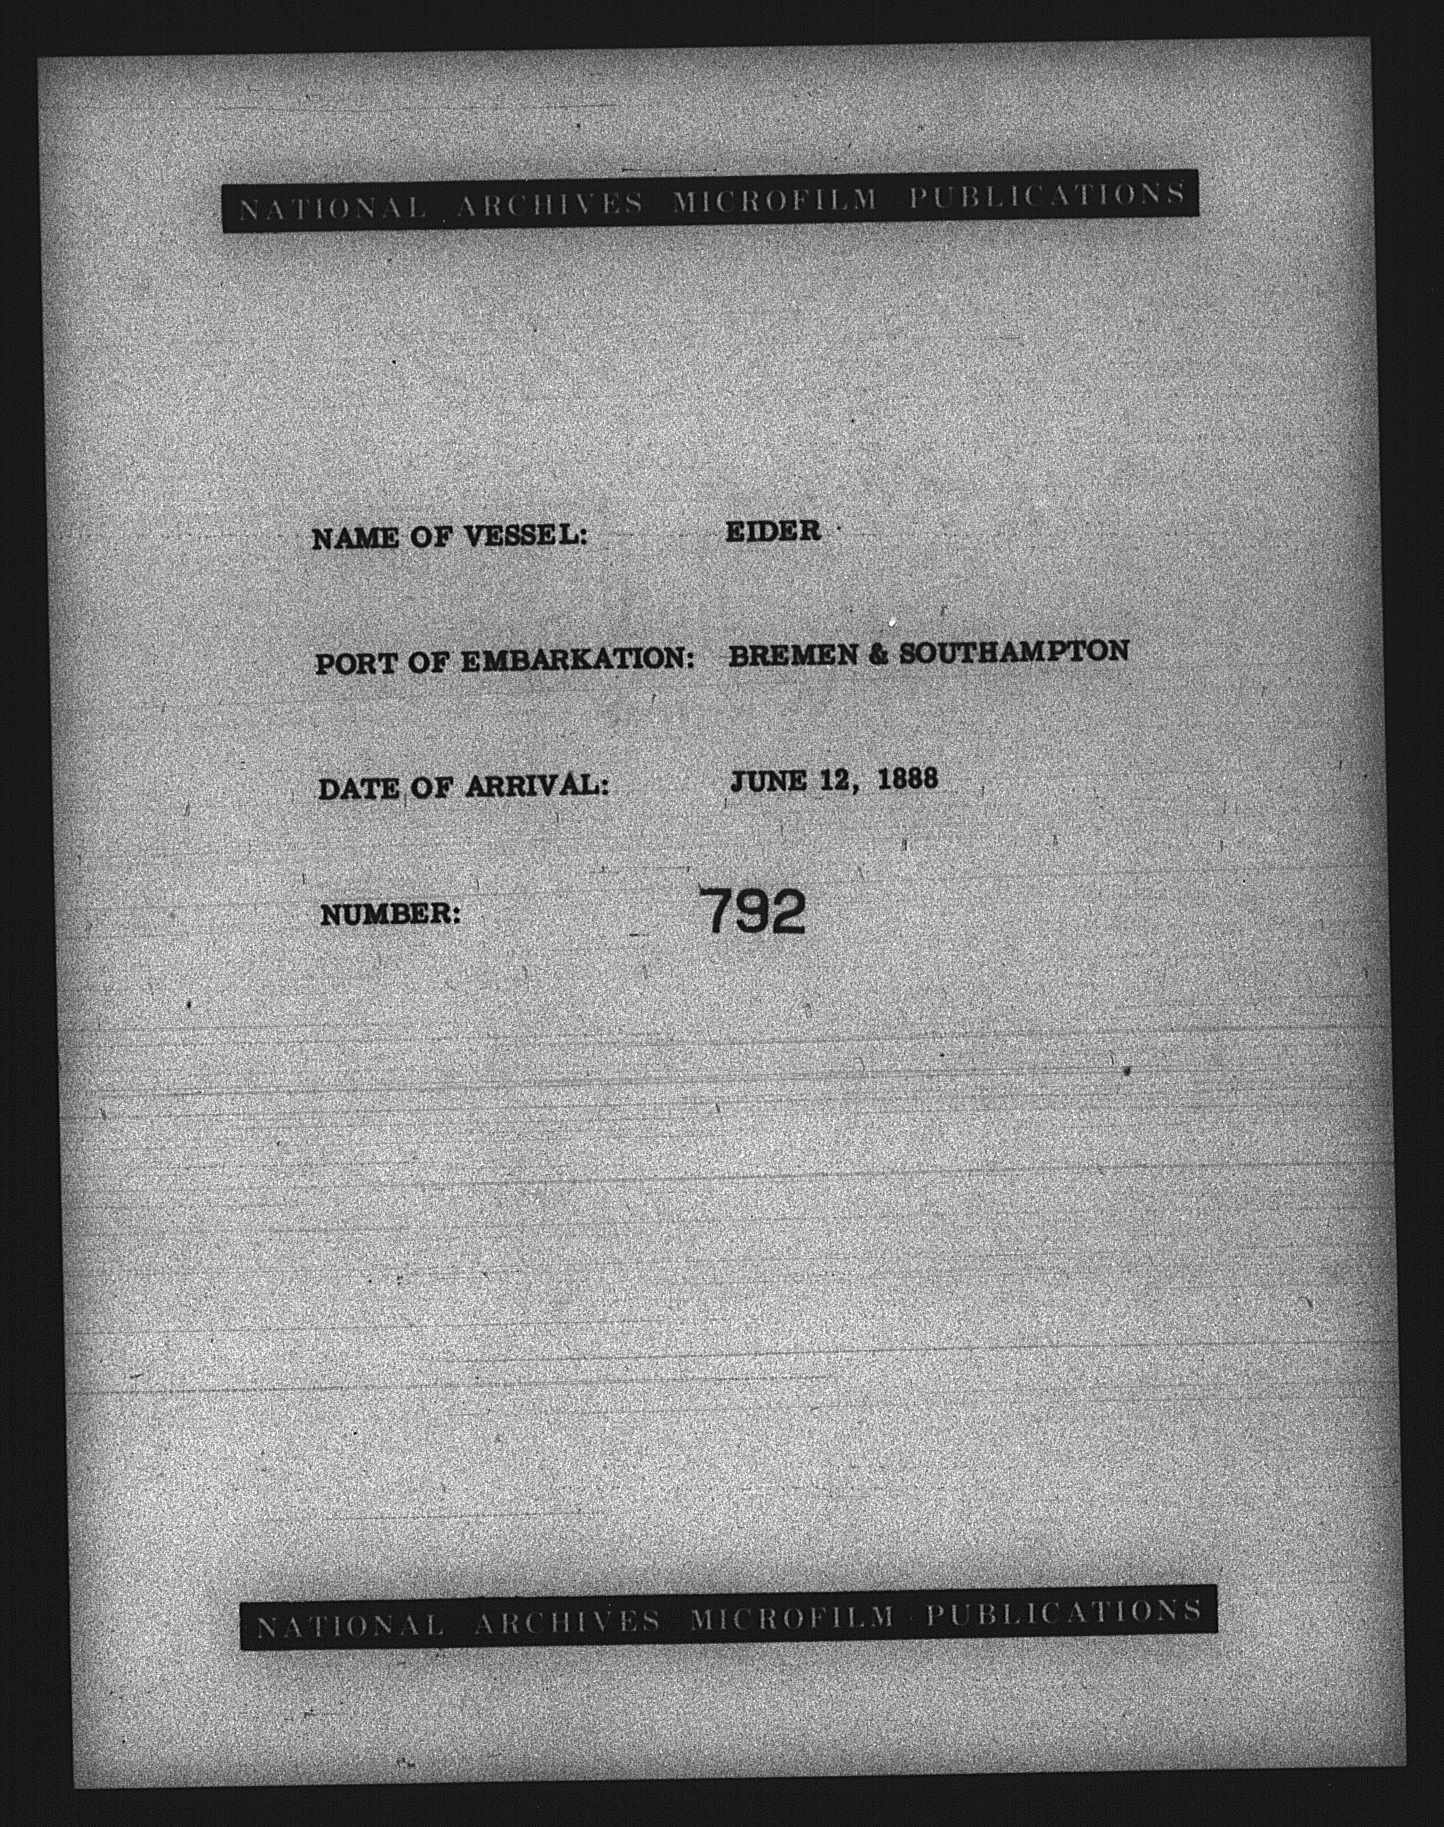 NATIONAL ARCHIVES MICROFILM PUBLICATIONS
NAME OF VESSEL: EIDER
PORT OF EMBARKATION: BREMEN & SOUTHAMPTON
DATE OF ARRIVAL: JUNE 12, 1888
NUMBER: 792
NATIONAL ARCHIVES MICROFILM PUBLICATIONS